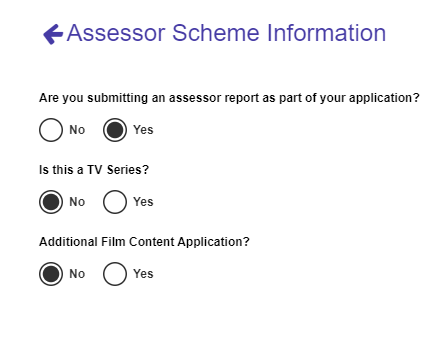 Assessor Scheme Information
Are you submitting an assessor report as part of your application?
No Yes
Is this a TV Series?
No Yes
Additional Film Content Application?
No Yes